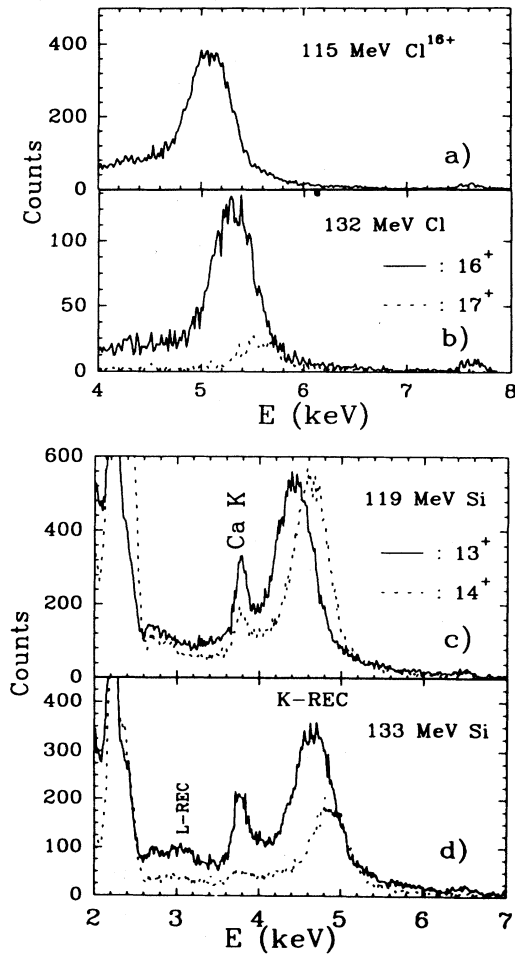 400
115 MeV Cl16+
200
a)
0
Counts
132 MeV Cl
100
— : 16+
50
· · · : 17+
b)
0
4 5 6 7 8
E (keV)
600
Ca K
119 MeV Si
400
— : 13+
· · · : 14+
200
c)
0
Counts
K-REC
400
133 MeV Si
300
L-REC
200
100
d)
0
2 3 4 5 6 7
E (keV)